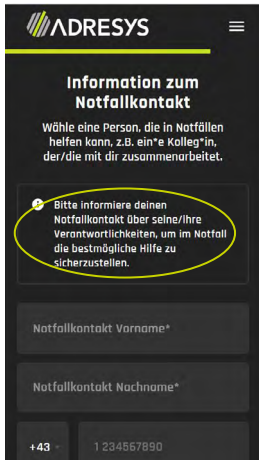 ADRESYS
Information zum
Notfallkontakt
Wähle eine Person, die in Notfällen
helfen kann, z.B. ein*e Kolleg*in,
der/die mit dir zusammenarbeitet.
Bitte informiere deinen
Notfallkontakt über seine/ihre
Verantwortlichkeiten, um im Notfall
die bestmögliche Hilfe zu
sicherzustellen.
Notfallkontakt Vorname*
Notfallkontakt Nachname*
+43 1 234567890